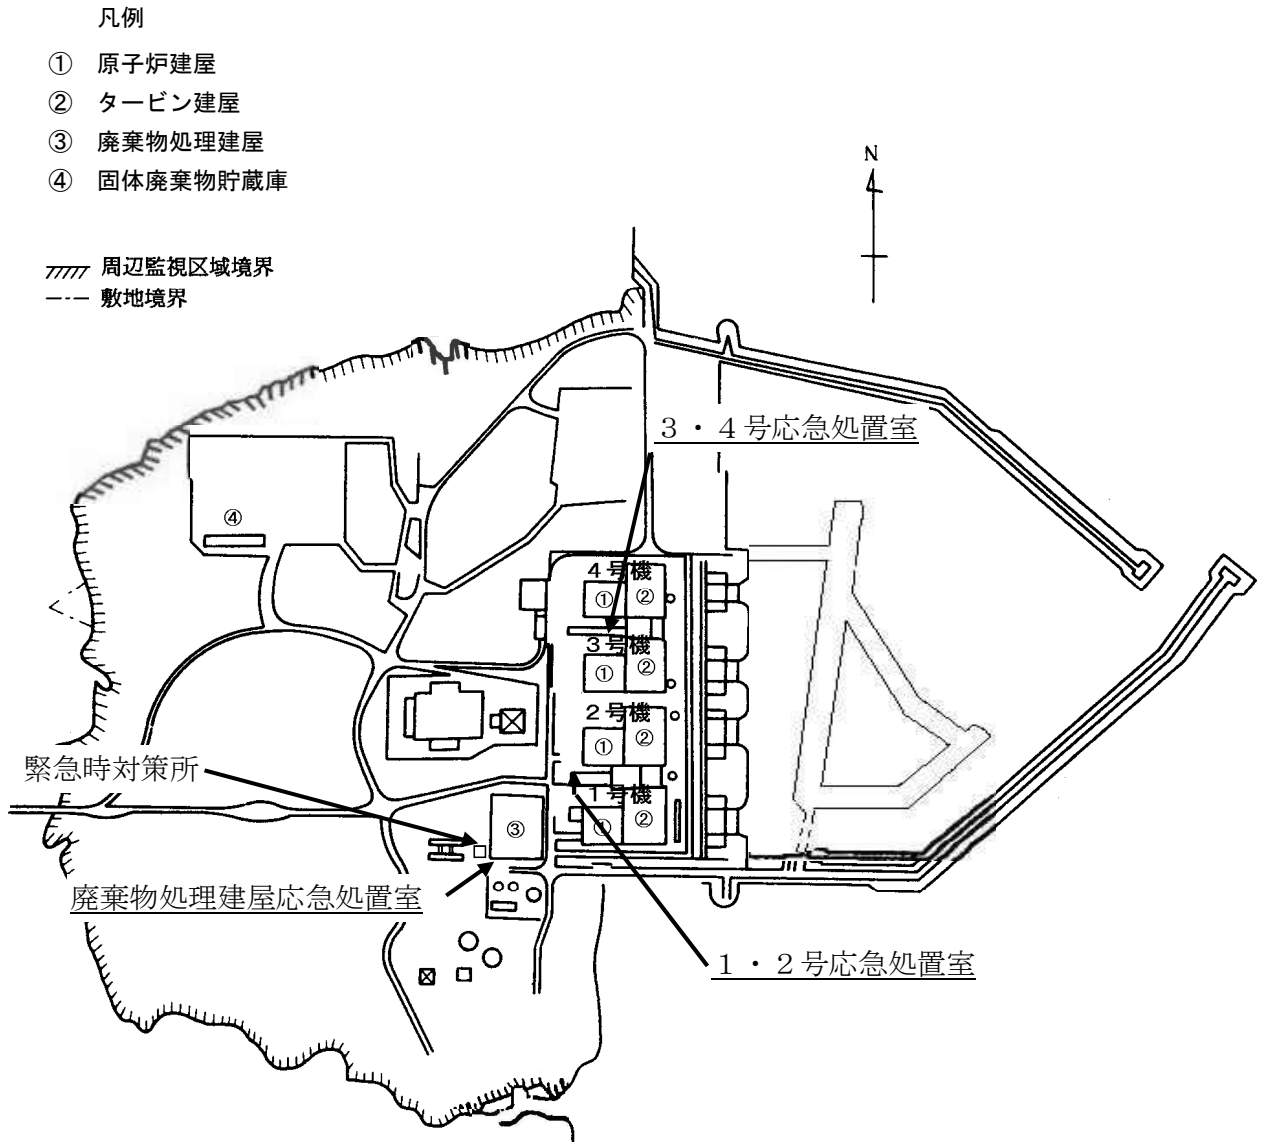 凡例
① 原子炉建屋
② タービン建屋
③ 廃棄物処理建屋
④ 固体廃棄物貯蔵庫
周辺監視区域境界
敷地境界
N
３・４号応急処置室
④
４号機
① ②
３号機
① ②
２号機
① ②
緊急時対策所
１号機
① ②
③
廃棄物処理建屋応急処置室
１・２号応急処置室